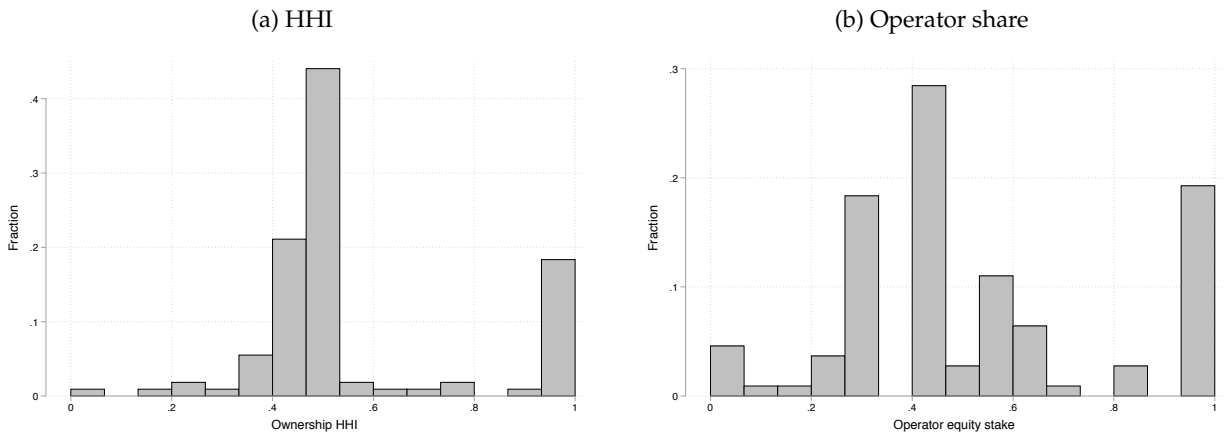 (a) HHI
.4
.3
.2
.1
0
Fraction
0 .2 .4 .6 .8 1
Ownership HHI
(b) Operator share
.3
.2
.1
0
Fraction
0 .2 .4 .6 .8 1
Operator equity stake